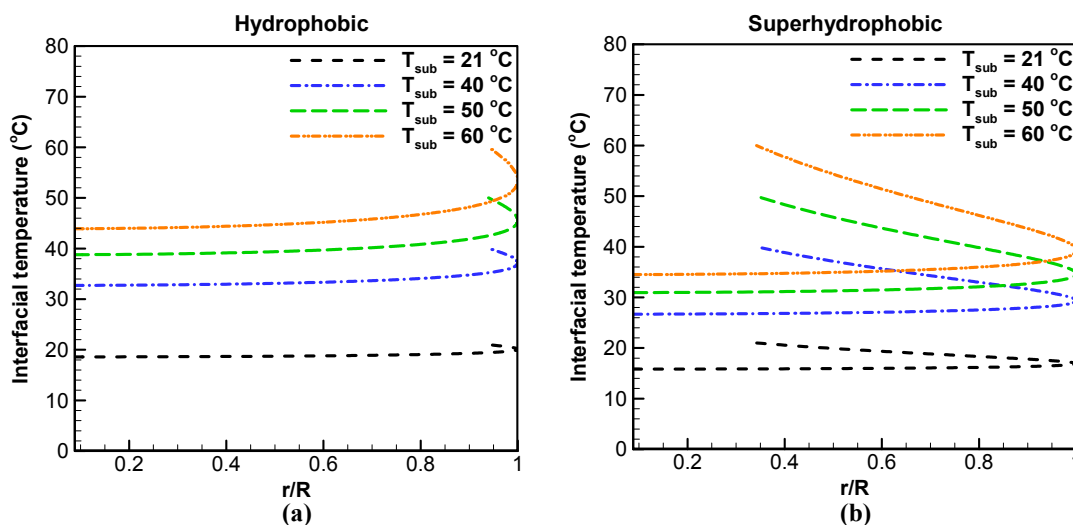 Hydrophobic
80
70
60
50
40
30
20
10
0
Interfacial temperature (°C)
T_sub = 21 °C
T_sub = 40 °C
T_sub = 50 °C
T_sub = 60 °C
0.2 0.4 0.6 0.8 1
r/R
(a)
Superhydrophobic
80
70
60
50
40
30
20
10
0
Interfacial temperature (°C)
T_sub = 21 °C
T_sub = 40 °C
T_sub = 50 °C
T_sub = 60 °C
0.2 0.4 0.6 0.8 1
r/R
(b)